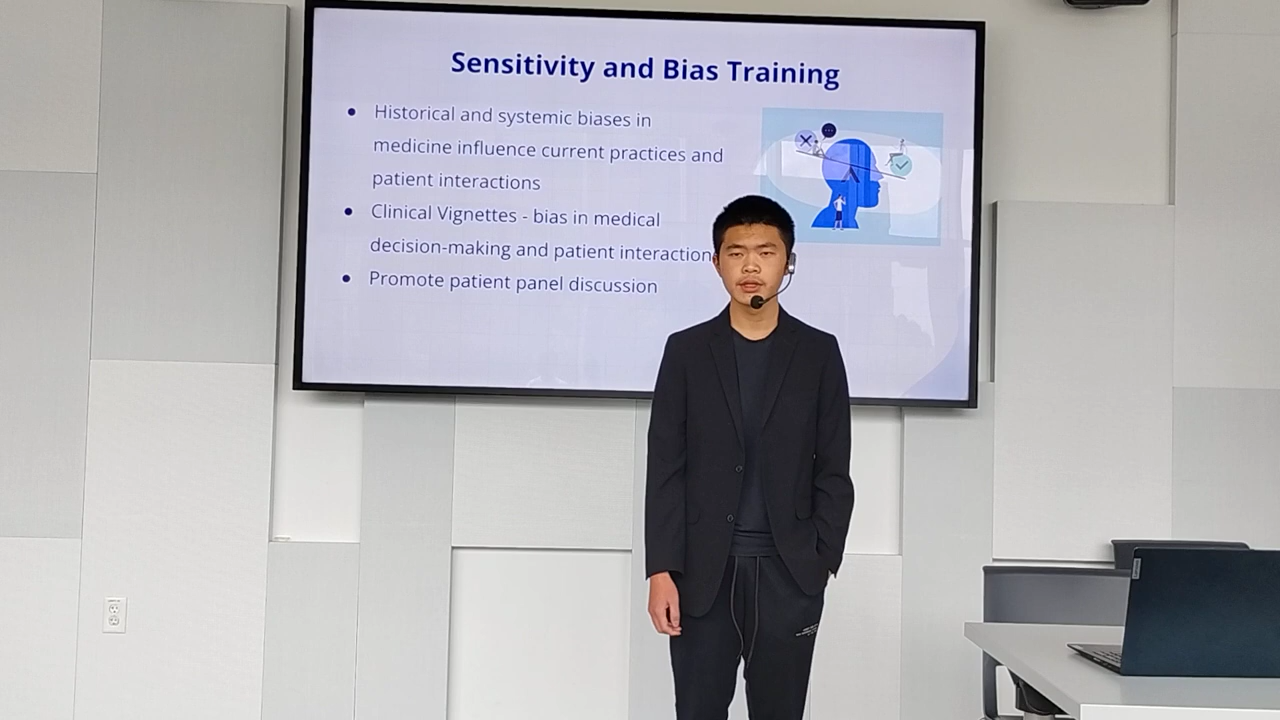 Sensitivity and Bias Training
• Historical and systemic biases in
medicine influence current practices and
patient interactions
• Clinical Vignettes - bias in medical
decision-making and patient interaction
• Promote patient panel discussion